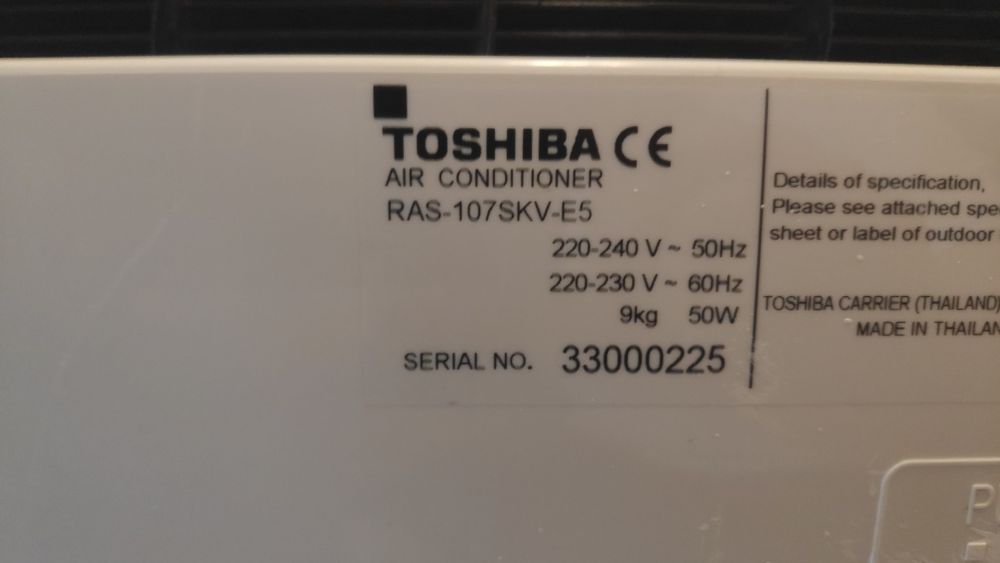 TOSHIBA CE
AIR CONDITIONER
RAS-107SKV-E5
220-240 V ~ 50Hz
220-230 V ~ 60Hz
9kg 50W
SERIAL NO. 33000225
Details of specification,
Please see attached
sheet or label of outdoor
TOSHIBA CARRIER (THAILAND)
MADE IN